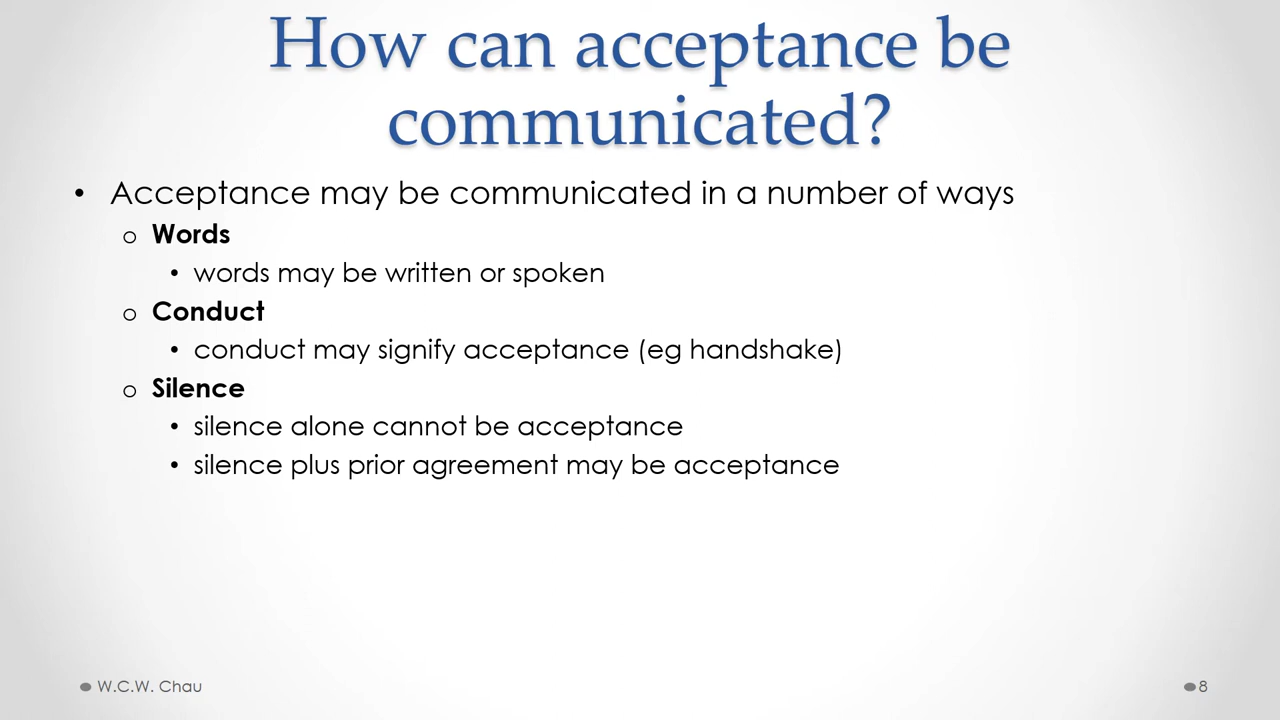 How can acceptance be
communicated?
• Acceptance may be communicated in a number of ways
o Words
• words may be written or spoken
o Conduct
• conduct may signify acceptance (eg handshake)
o Silence
• silence alone cannot be acceptance
• silence plus prior agreement may be acceptance
W.C.W. Chau
8